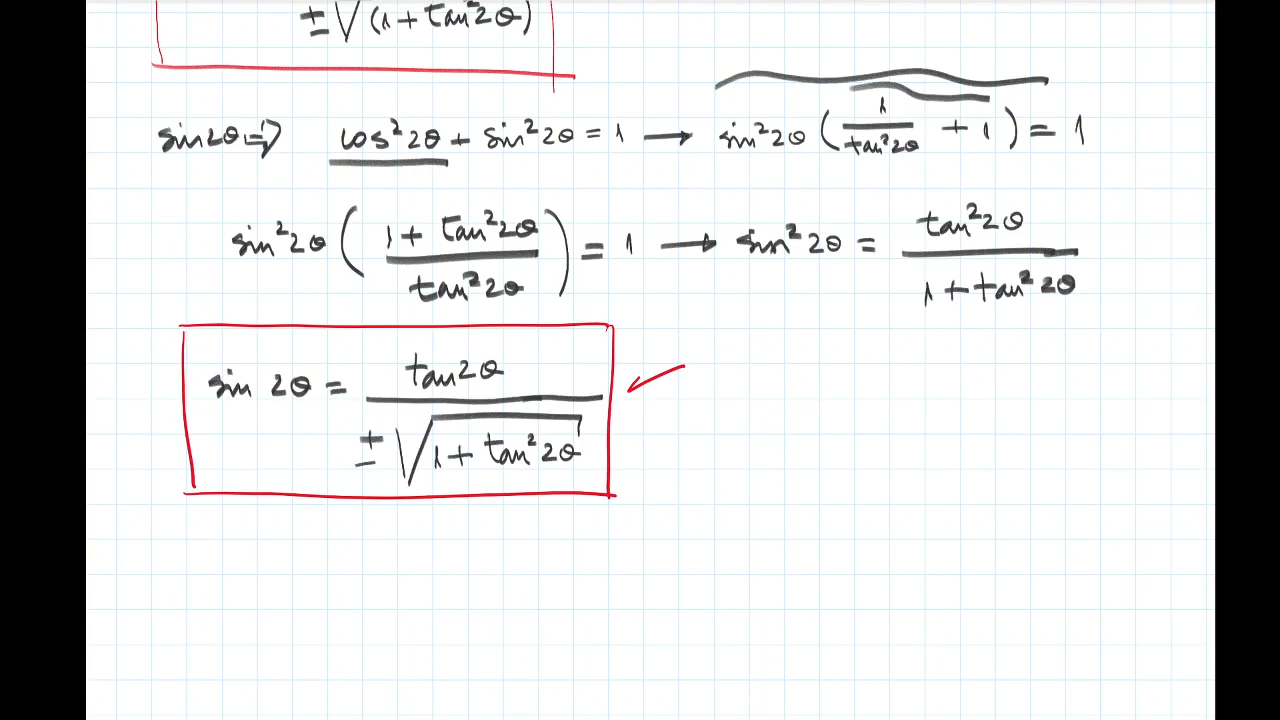 ± √(1 + tan²2θ)
sin2θ ⇒ cos²2θ + sin²2θ = 1 → sin²2θ (1/tan²2θ + 1) = 1
sin²2θ ((1 + tan²2θ)/tan²2θ) = 1 → sin²2θ = tan²2θ/(1 + tan²2θ)
sin 2θ = tan2θ/(± √(1 + tan²2θ))